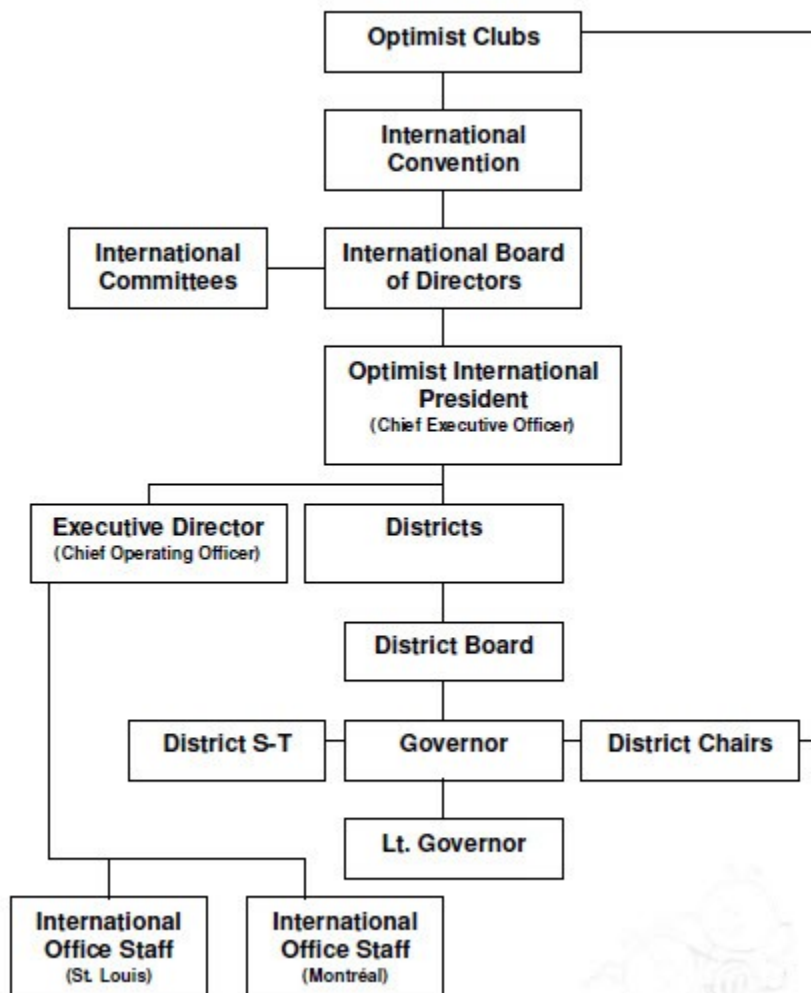 Optimist Clubs
International
Convention
International
Committees
International Board
of Directors
Optimist International
President
(Chief Executive Officer)
Executive Director
(Chief Operating Officer)
Districts
District Board
District S-T
Governor
District Chairs
Lt. Governor
International
Office Staff
(St. Louis)
International
Office Staff
(Montréal)